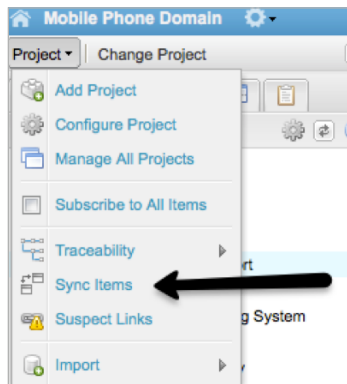 Mobile Phone Domain
Project Change Project
Add Project
Configure Project
Manage All Projects
Subscribe to All Items
Traceability
rt
Sync Items
Suspect Links
g System
Import